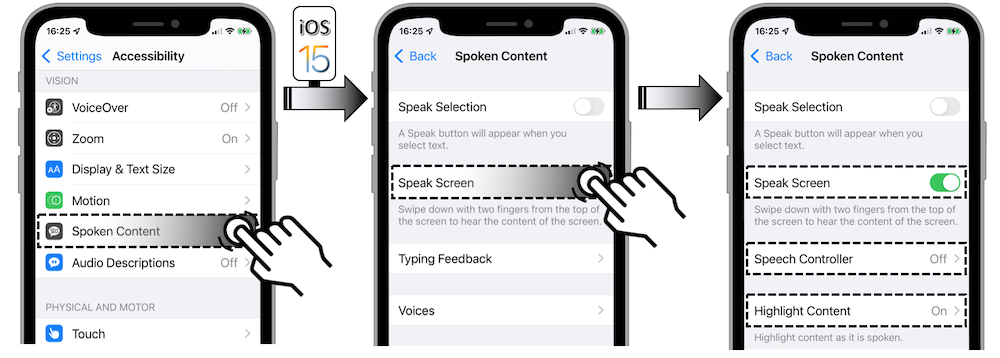 16:25
Settings Accessibility
VISION
VoiceOver Off
Zoom On
AA Display & Text Size
Motion
Spoken Content
Audio Descriptions Off
PHYSICAL AND MOTOR
Touch
iOS
15
16:25
Back Spoken Content
Speak Selection
A Speak button will appear when you
select text.
Speak Screen
Swipe down with two fingers from the top of
the screen to hear the content of the screen.
Typing Feedback
Voices
16:25
Back Spoken Content
Speak Selection
A Speak button will appear when you
select text.
Speak Screen
Swipe down with two fingers from the top of
the screen to hear the content of the screen.
Speech Controller Off
Highlight Content On
Highlight content as it is spoken.